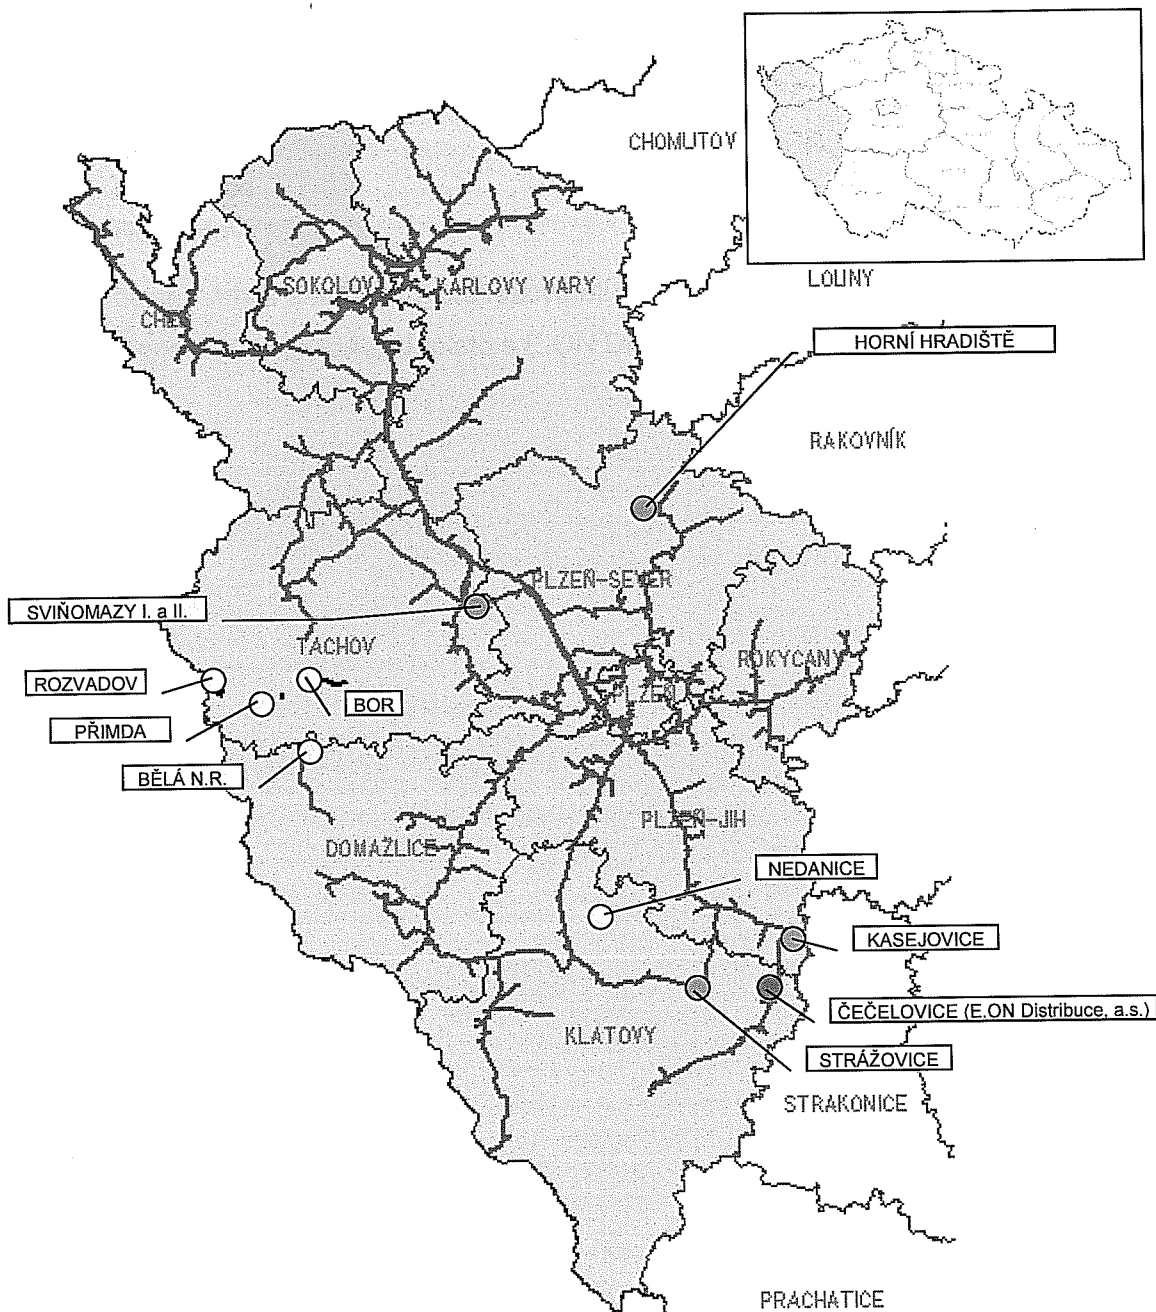 CHOMUTOV
LOUNY
SOKOLOV
KARLOVY VARY
HORNÍ HRADIŠTĚ
RAKOVNÍK
PLZEŇ-SEVER
SVIŇOMAZY I. a II.
TACHOV
ROKYCANY
ROZVADOV
PLZEŇ
BOR
PŘIMDA
BĚLÁ N.R.
PLZEŇ-JIH
DOMAŽLICE
NEDANICE
KASEJOVICE
ČEČELOVICE (E.ON Distribuce, a.s.)
KLATOVY
STRÁŽOVICE
STRAKONICE
PRACHATICE